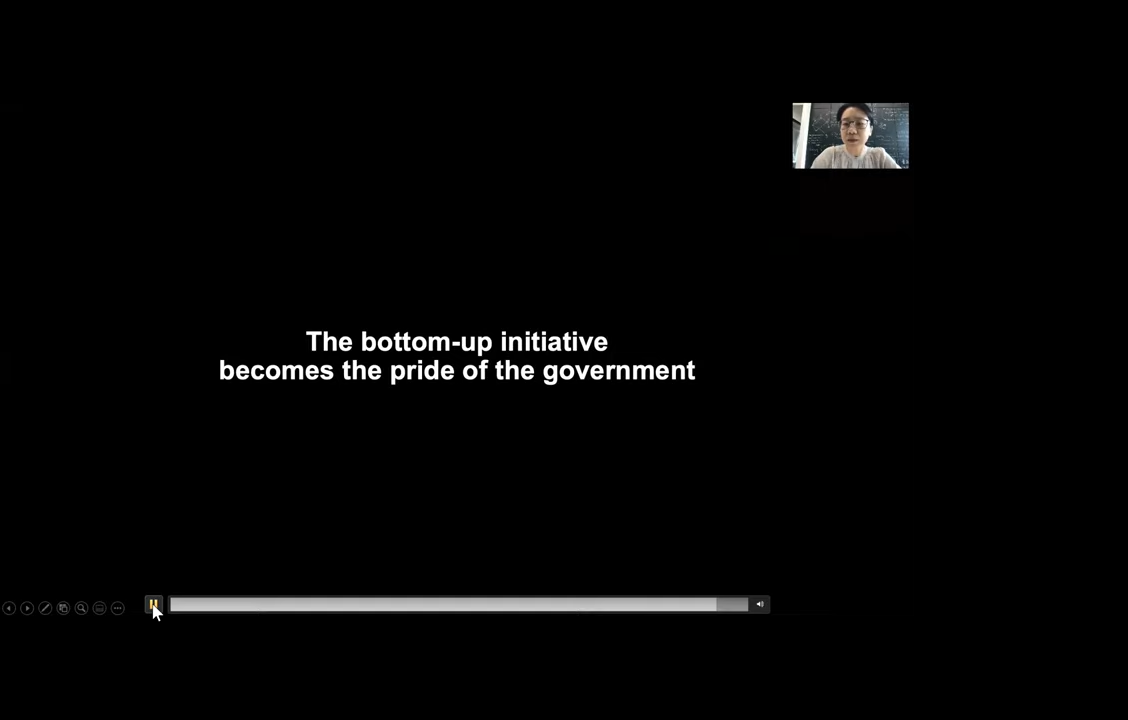 The bottom-up initiative
becomes the pride of the government